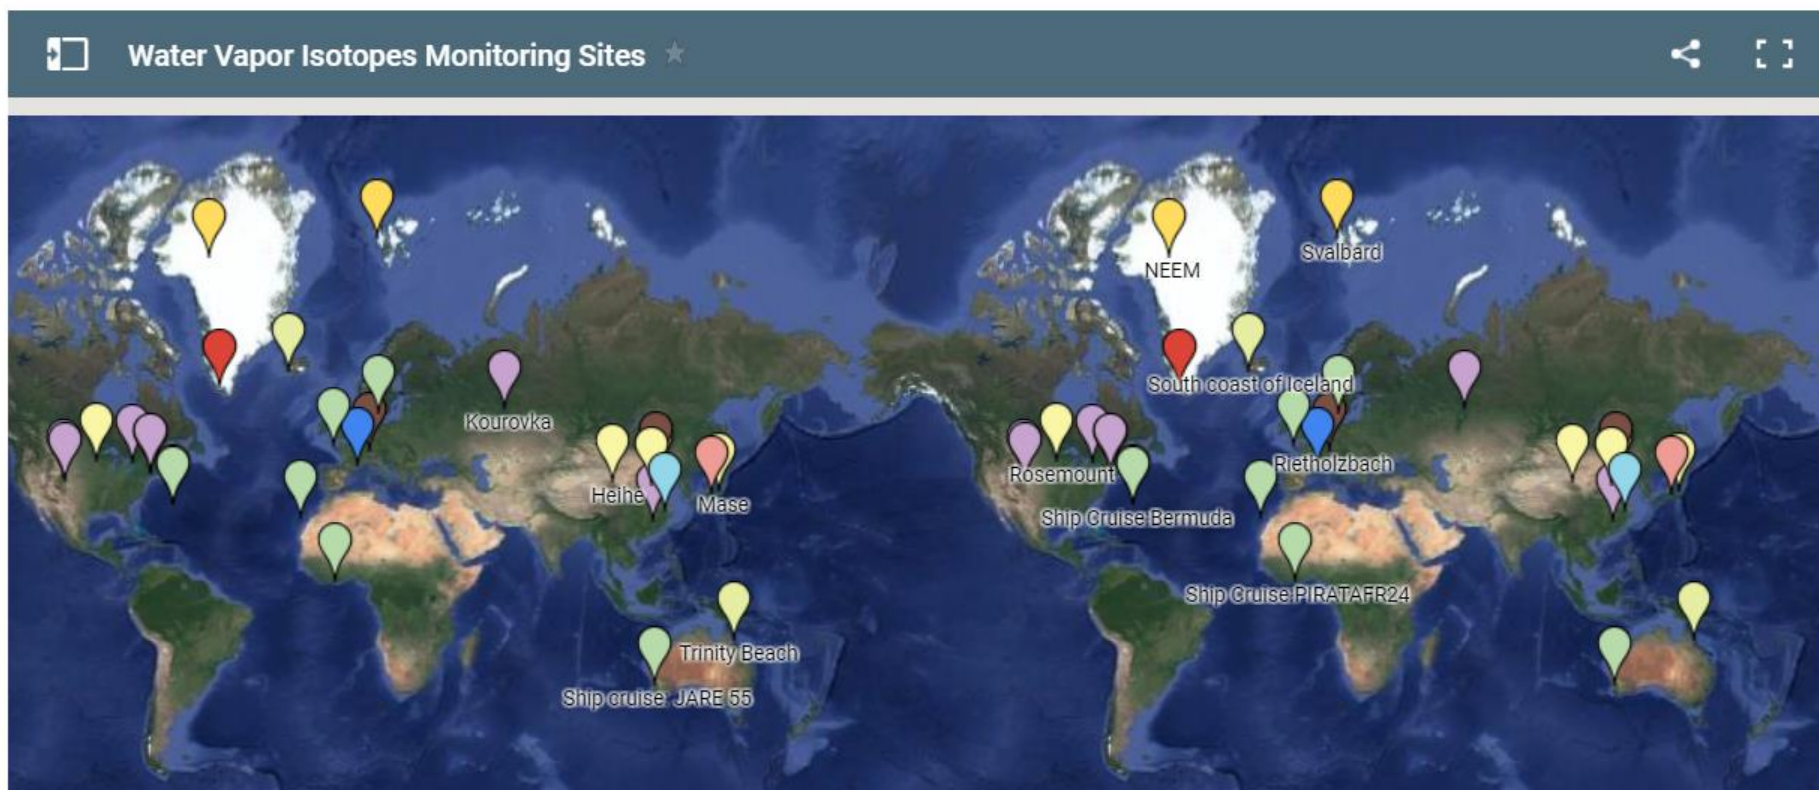 Water Vapor Isotopes Monitoring Sites
Svalbard
NEEM
South coast of Iceland
Kourovka
Rietholzbach
Rosemount
Heihe
Mase
Ship Cruise Bermuda
Ship Cruise PIRATAFR24
Trinity Beach
Ship cruise: JARE 55